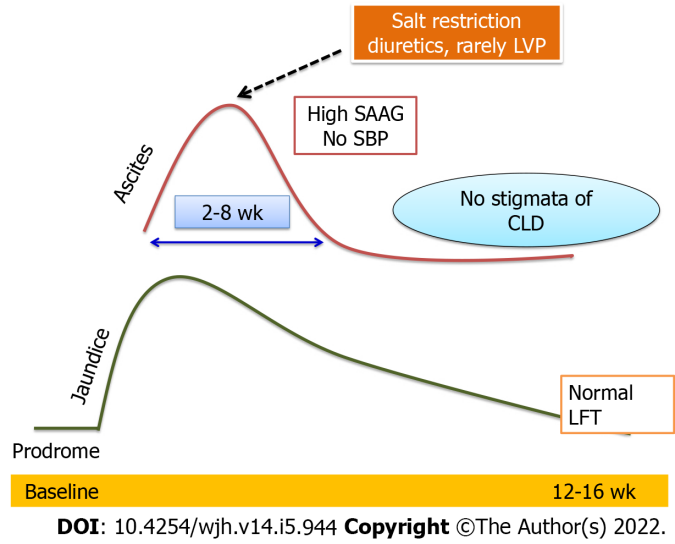 Salt restriction
diuretics, rarely LVP
High SAAG
No SBP
Ascites
2-8 wk
No stigmata of
CLD
Jaundice
Normal
LFT
Prodrome
Baseline
12-16 wk
DOI: 10.4254/wjh.v14.i5.944 Copyright ©The Author(s) 2022.